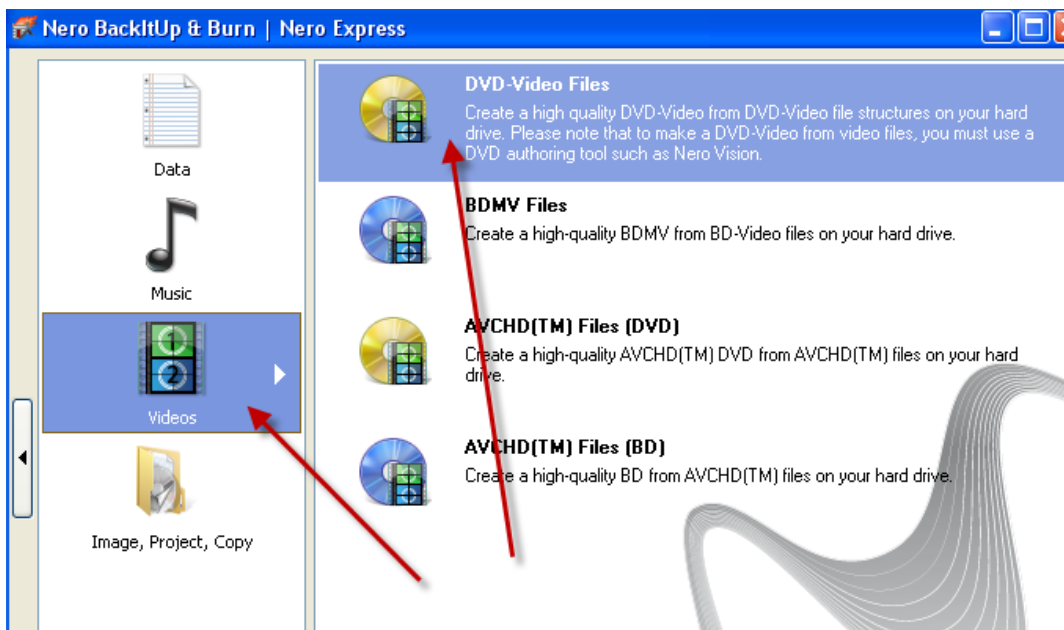 Nero BackItUp & Burn | Nero Express
Data
Music
1
2
Videos
Image, Project, Copy
DVD-Video Files
Create a high quality DVD-Video from DVD-Video file structures on your hard
drive. Please note that to make a DVD-Video from video files, you must use a
DVD authoring tool such as Nero Vision.
BDMV Files
Create a high-quality BDMV from BD-Video files on your hard drive.
AVCHD(TM) Files (DVD)
Create a high-quality AVCHD(TM) DVD from AVCHD(TM) files on your hard
drive.
AVCHD(TM) Files (BD)
Create a high-quality BD from AVCHD(TM) files on your hard drive.